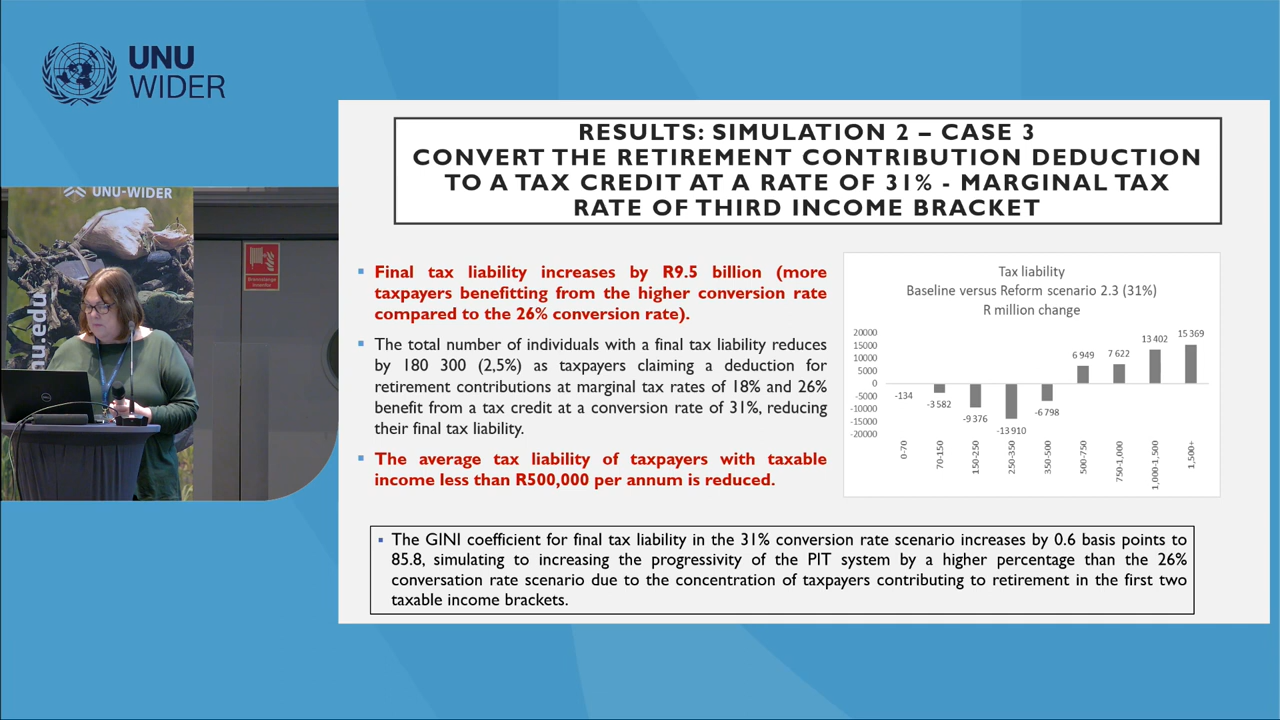 UNU
WIDER
UNU-WIDER
nu.edu
RESULTS: SIMULATION 2 – CASE 3
CONVERT THE RETIREMENT CONTRIBUTION DEDUCTION
TO A TAX CREDIT AT A RATE OF 31% - MARGINAL TAX
RATE OF THIRD INCOME BRACKET
▪ Final tax liability increases by R9.5 billion (more
taxpayers benefitting from the higher conversion rate
compared to the 26% conversion rate).
▪ The total number of individuals with a final tax liability reduces
by 180 300 (2,5%) as taxpayers claiming a deduction for
retirement contributions at marginal tax rates of 18% and 26%
benefit from a tax credit at a conversion rate of 31%, reducing
their final tax liability.
▪ The average tax liability of taxpayers with taxable
income less than R500,000 per annum is reduced.
Tax liability
Baseline versus Reform scenario 2.3 (31%)
R million change
20000
15000
10000
5000
0
-5000
-10000
-15000
-20000
-134
-3 582
-9 376
-13 910
-6 798
6 949
7 622
13 402
15 369
0-70
70-150
150-250
250-350
350-500
500-750
750-1,000
1,000-1,500
1,500+
▪ The GINI coefficient for final tax liability in the 31% conversion rate scenario increases by 0.6 basis points to
85.8, simulating to increasing the progressivity of the PIT system by a higher percentage than the 26%
conversation rate scenario due to the concentration of taxpayers contributing to retirement in the first two
taxable income brackets.